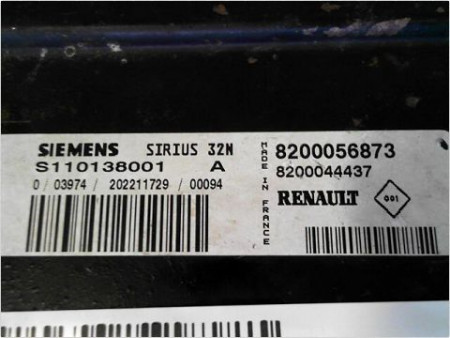 SIEMENS SIRIUS 32N
S110138001 A
0 / 03974 / 202211729 / 00094
MADE IN FRANCE
8200056873
8200044437
RENAULT 001